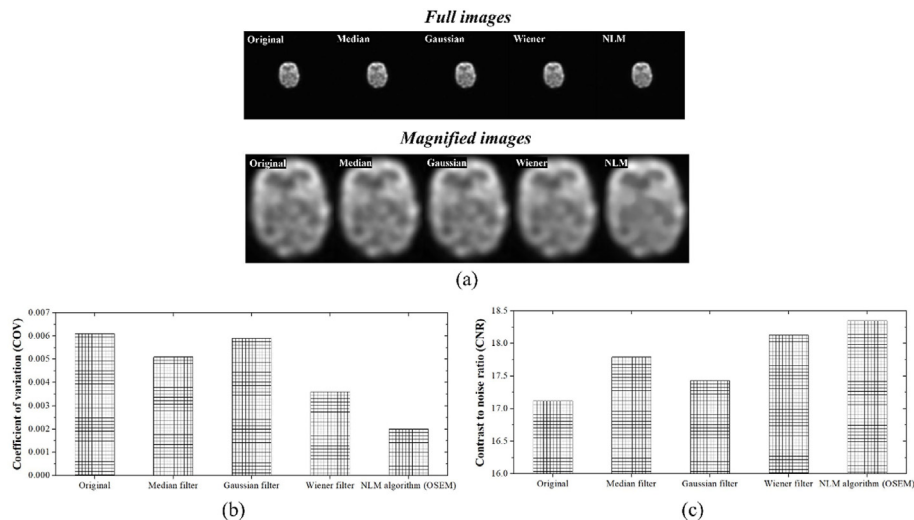 Full images
Original Median Gaussian Wiener NLM
Magnified images
Original Median Gaussian Wiener NLM
(a)
Coefficient of variation (COV)
0.007
0.006
0.005
0.004
0.003
0.002
0.001
0.000
Original Median filter Gaussian filter Wiener filter NLM algorithm (OSEM)
(b)
Contrast to noise ratio (CNR)
18.5
18.0
17.5
17.0
16.5
16.0
Original Median filter Gaussian filter Wiener filter NLM algorithm (OSEM)
(c)